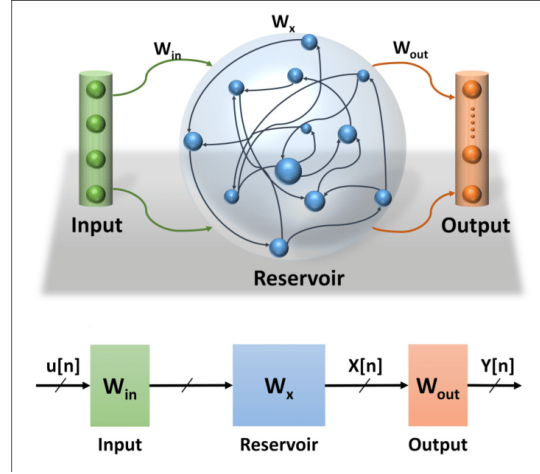 W_x
W_in
W_out
Input
Output
Reservoir
u[n]
X[n]
Y[n]
W_in
W_x
W_out
Input
Reservoir
Output